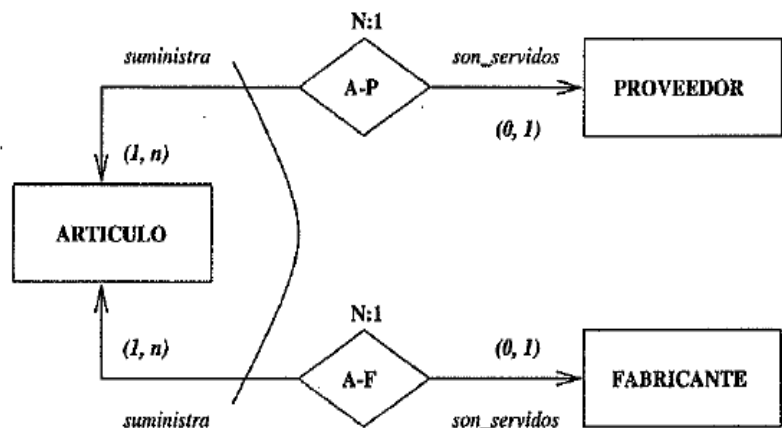 N:1
suministra
A-P
son_servidos
PROVEEDOR
(1, n)
(0, 1)
ARTICULO
N:1
(1, n)
A-F
(0, 1)
FABRICANTE
suministra
son_servidos